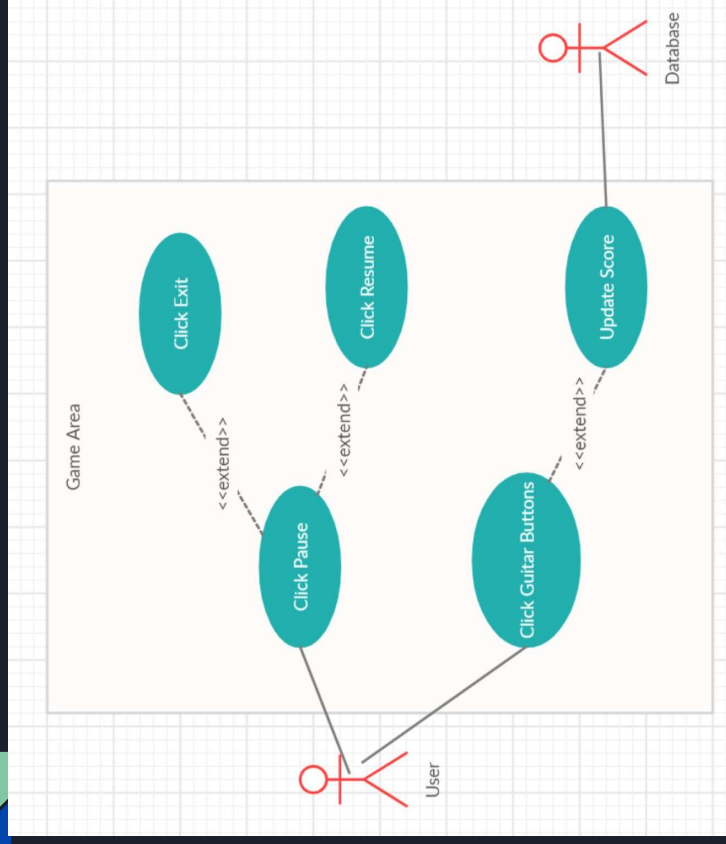 Game Area
Click Exit
<<extend>>
Click Pause
<<extend>>
Click Resume
User
Click Guitar Buttons
<<extend>>
Update Score
Database